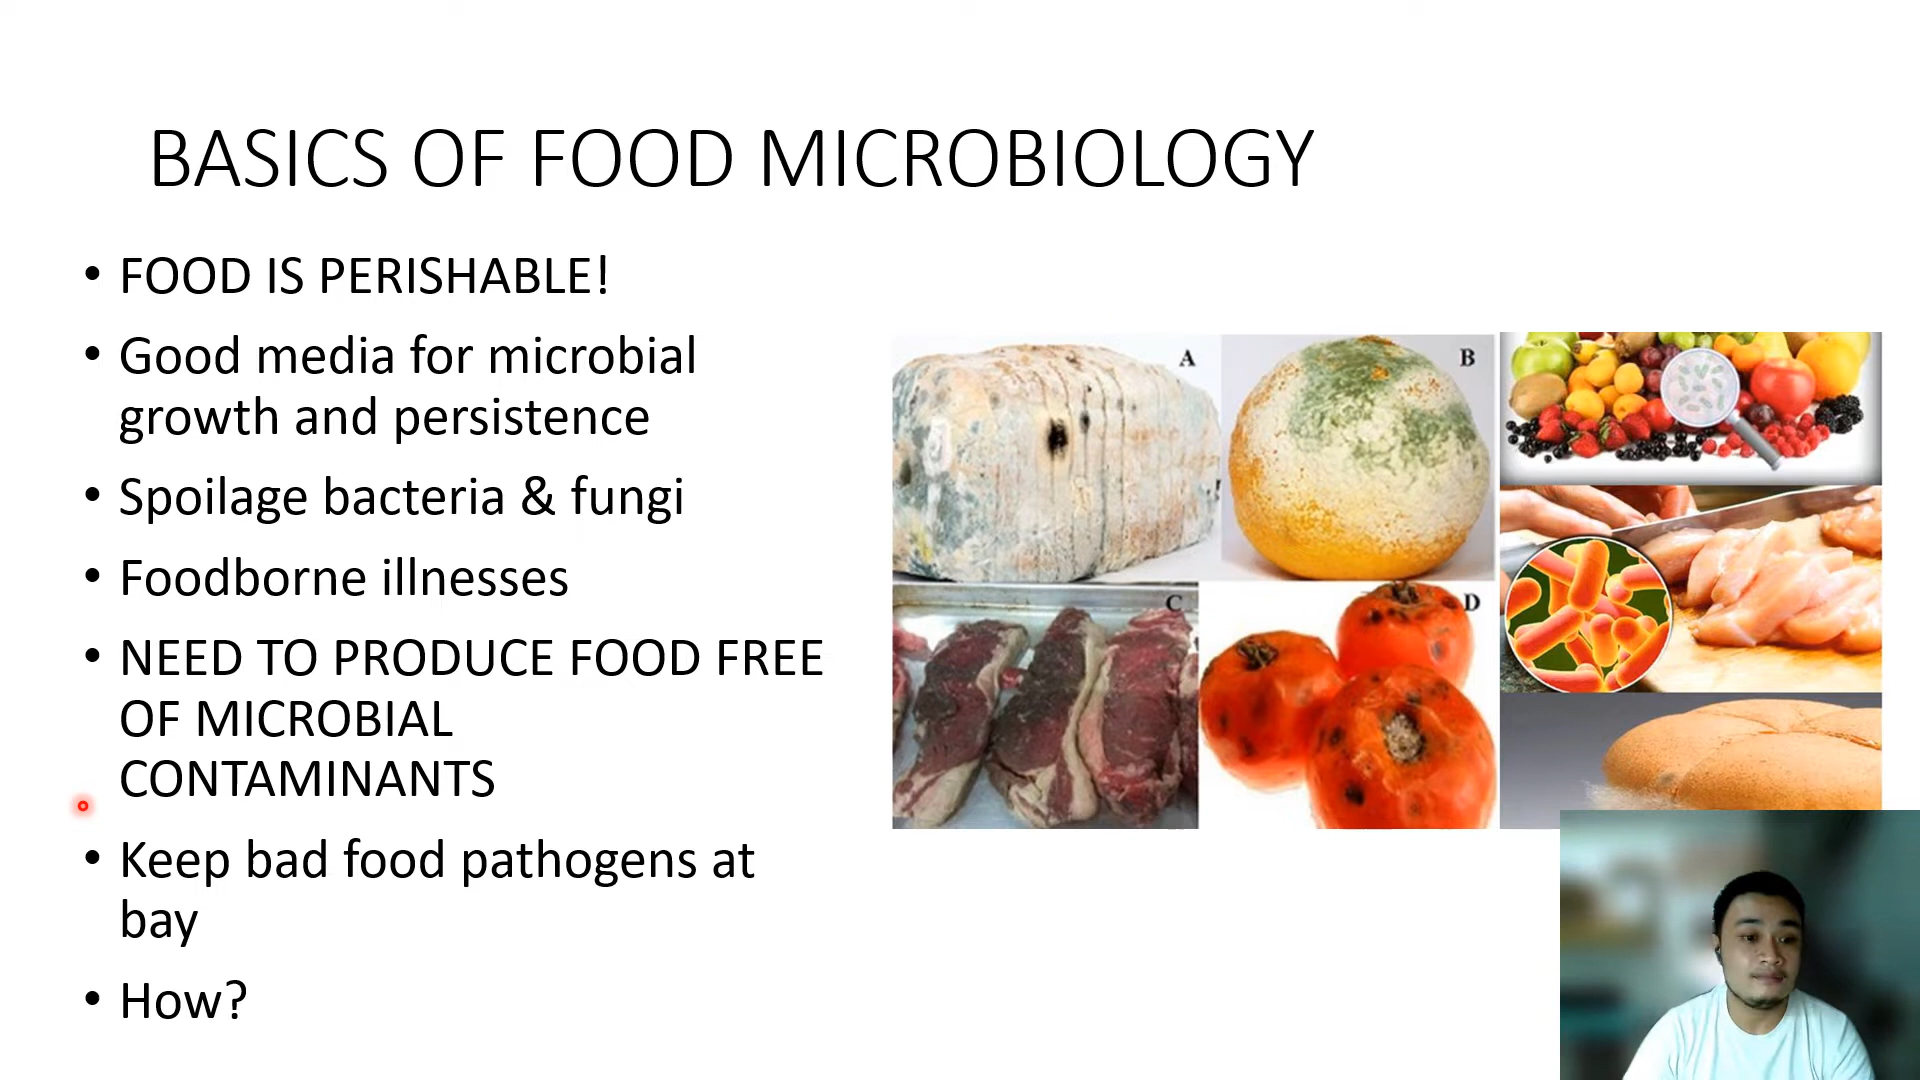 BASICS OF FOOD MICROBIOLOGY
• FOOD IS PERISHABLE!
• Good media for microbial
growth and persistence
• Spoilage bacteria & fungi
• Foodborne illnesses
• NEED TO PRODUCE FOOD FREE
OF MICROBIAL
CONTAMINANTS
• Keep bad food pathogens at
bay
• How?
A
B
C
D